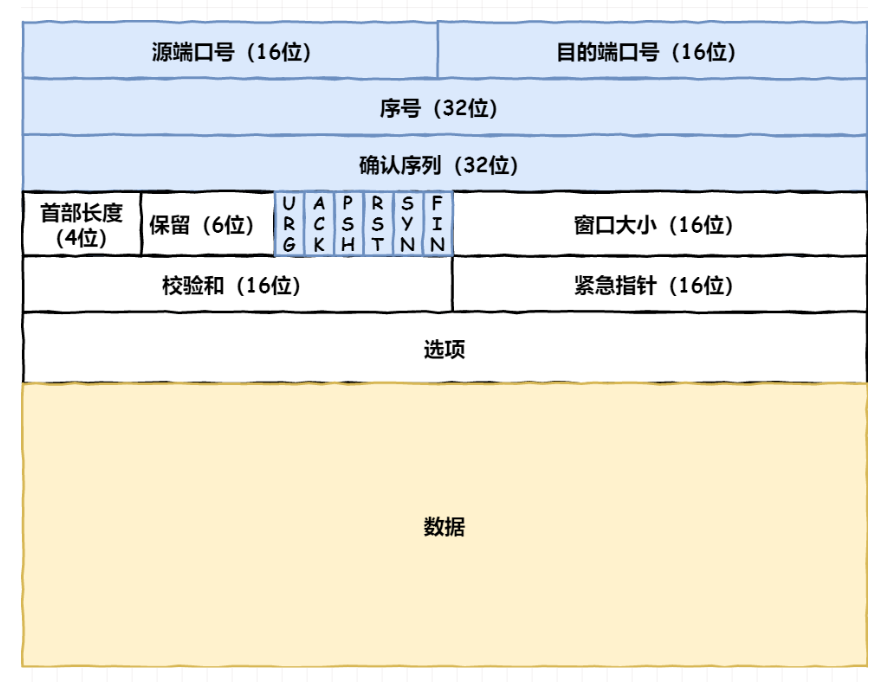 源端口号（16位）
目的端口号（16位）
序号（32位）
确认序列（32位）
首部长度
（4位）
保留（6位）
URG
ACK
PSH
RST
SYN
FIN
窗口大小（16位）
校验和（16位）
紧急指针（16位）
选项
数据